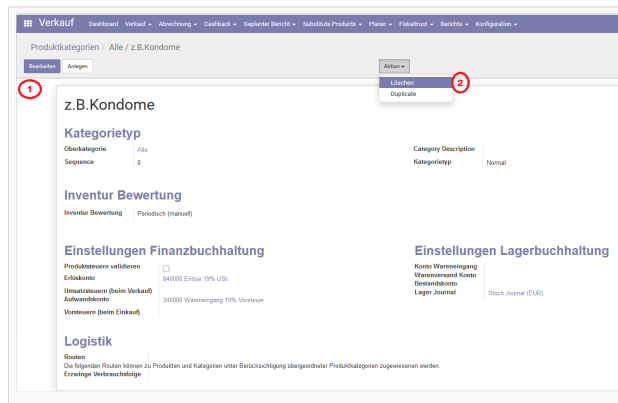 Verkauf Dashboard Verkauf Abrechnung Cashback Geplanter Bericht Substitute Products Planer Fiskaltrust Berichte Konfiguration
Produktkategorien / Alle / z.B.Kondome
Bearbeiten Anlegen Aktion
Löschen
Duplicate
1
2
z.B.Kondome
Kategorietyp
Oberkategorie Alle Category Description
Sequence 0 Kategorietyp Normal
Inventur Bewertung
Inventur Bewertung Periodisch (manuell)
Einstellungen Finanzbuchhaltung Einstellungen Lagerbuchhaltung
Produktsteuern validieren Konto Wareneingang
Erlöskonto 840000 Erlöse 19% USt Warenversand Konto
Bestandskonto
Umsatzsteuern (beim Verkauf) Lager Journal Stock Journal (EUR)
Aufwandskonto 340000 Wareneingang 19% Vorsteuer
Vorsteuern (beim Einkauf)
Logistik
Routen
Die folgenden Routen können zu Produkten und Kategorien unter Berücksichtigung übergeordneter Produktkategorien zugewiesenen werden.
Erzwinge Verbrauchsfolge